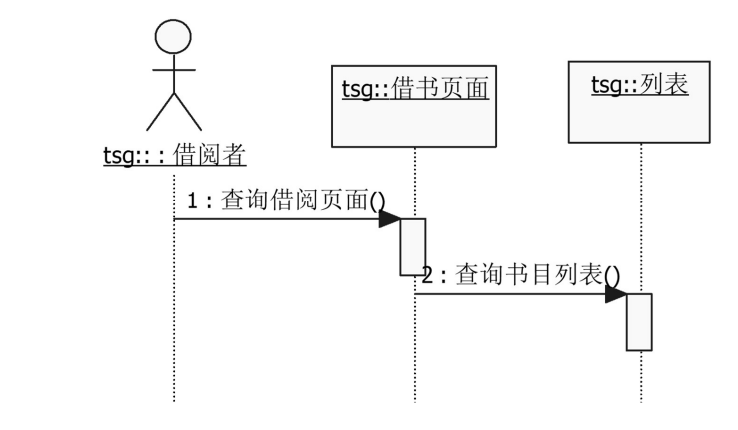 tsg::借书页面
tsg::列表
tsg:: : 借阅者
1 : 查询借阅页面()
2 : 查询书目列表()